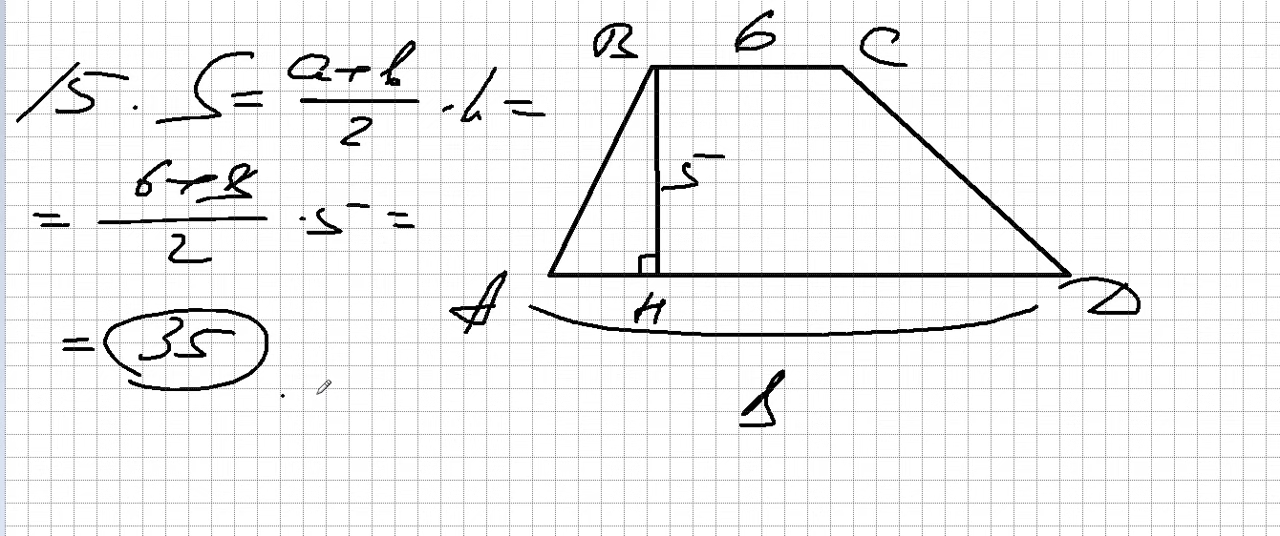 15. S = (a+b)/2 · h =
= (6+8)/2 · 5 =
= 35.
B 6 C
5
A H D
8